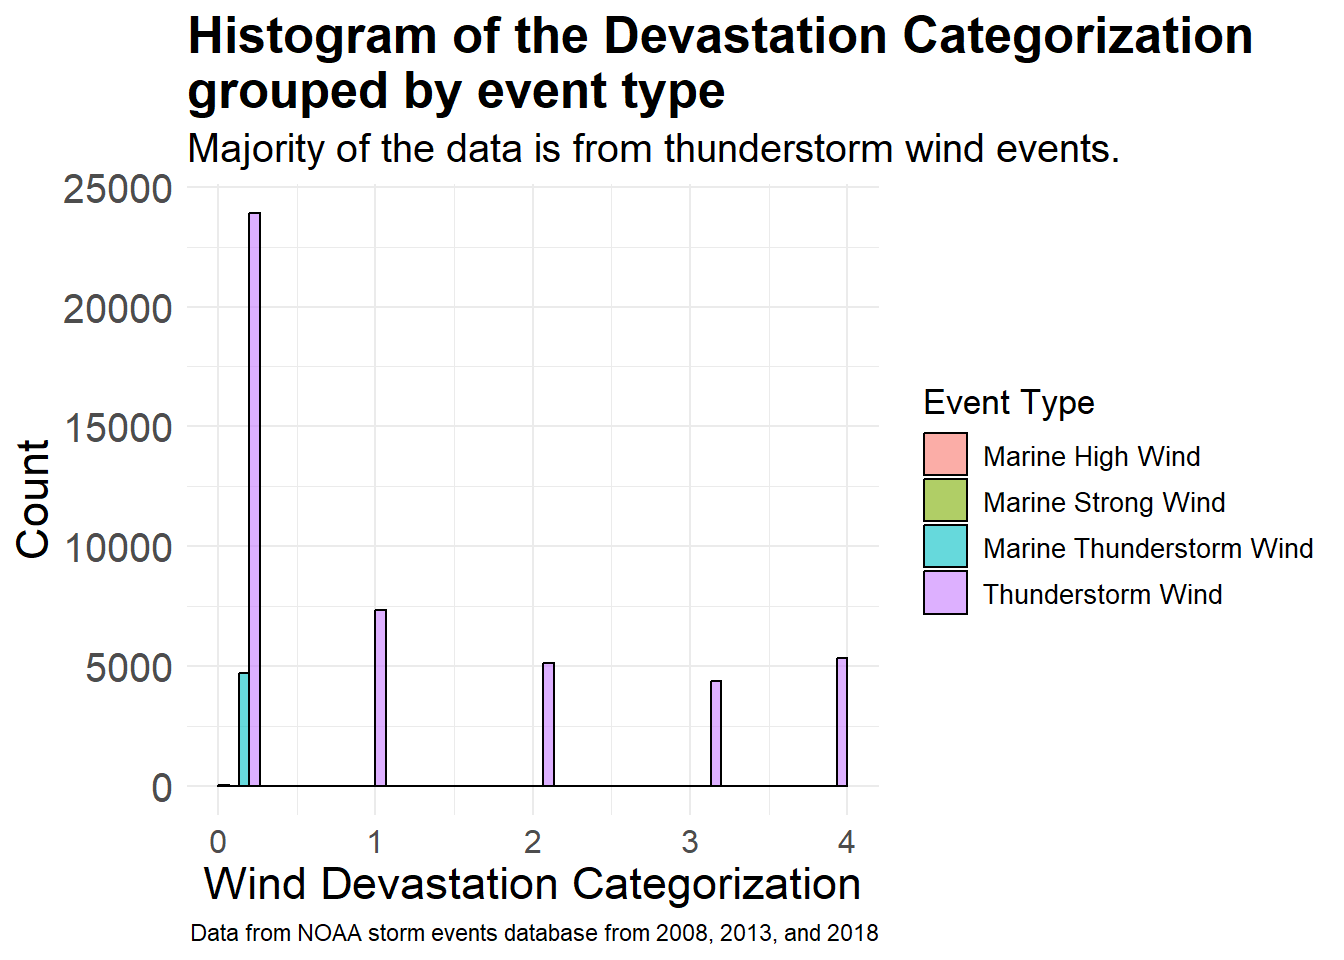 Histogram of the Devastation Categorization
grouped by event type
Majority of the data is from thunderstorm wind events.
25000
20000
15000
10000
5000
0
Count
0 1 2 3 4
Wind Devastation Categorization
Data from NOAA storm events database from 2008, 2013, and 2018
Event Type
Marine High Wind
Marine Strong Wind
Marine Thunderstorm Wind
Thunderstorm Wind